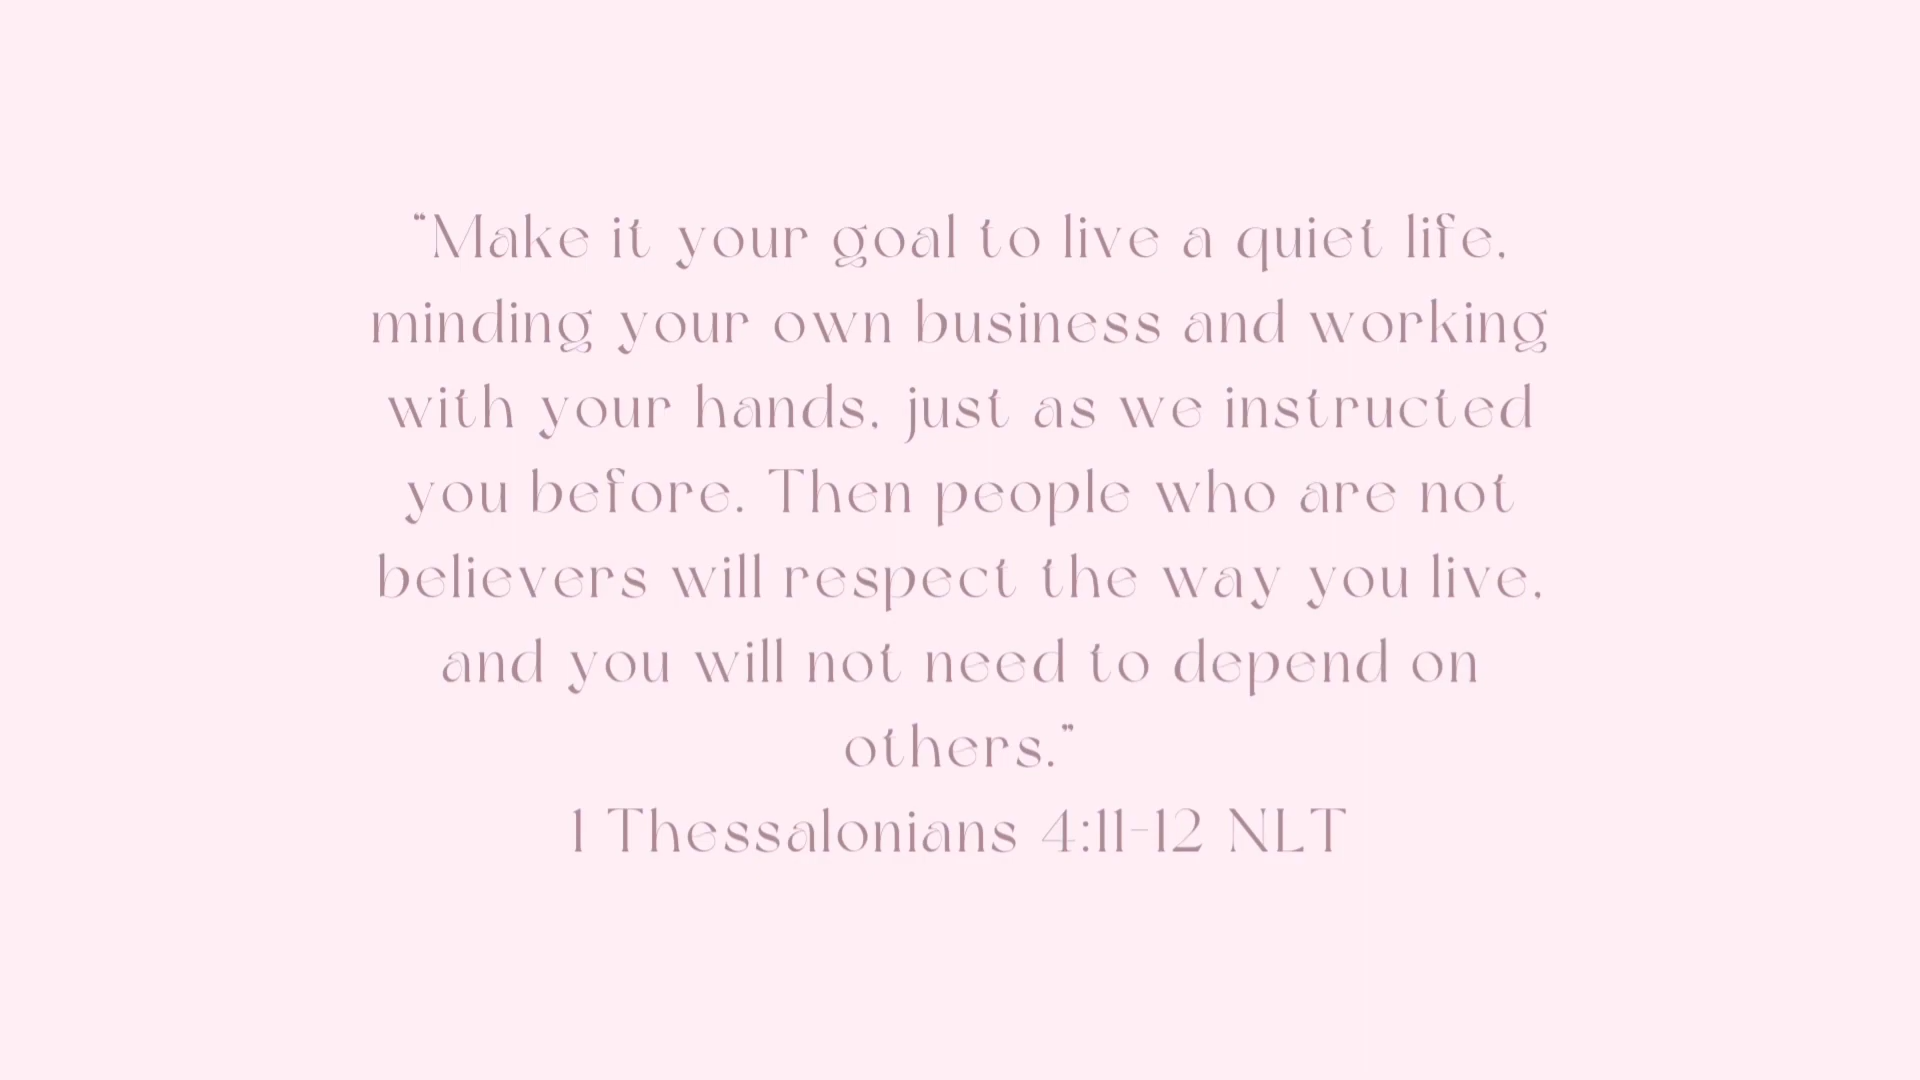 “Make it your goal to live a quiet life,
minding your own business and working
with your hands, just as we instructed
you before. Then people who are not
believers will respect the way you live,
and you will not need to depend on
others.”
1 Thessalonians 4:11-12 NLT